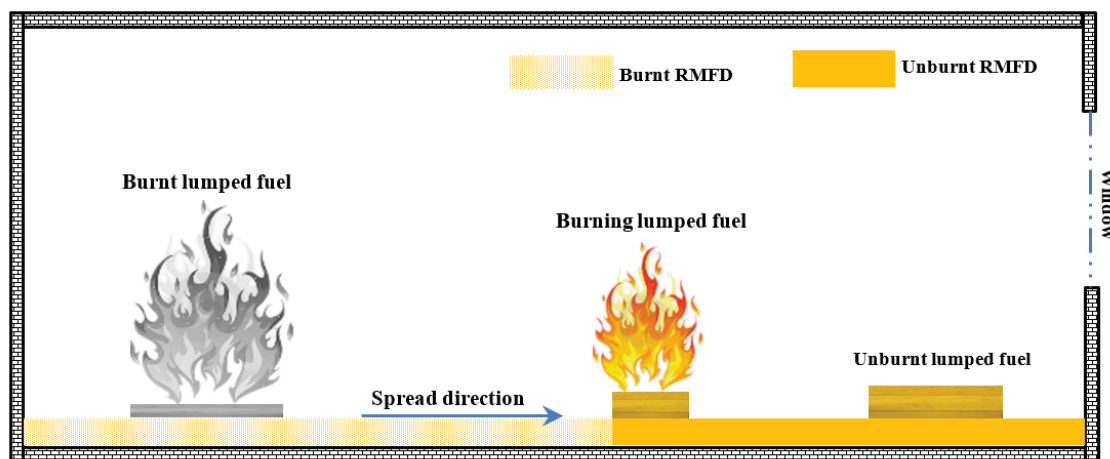 Burnt RMFD
Unburnt RMFD
Burnt lumped fuel
Burning lumped fuel
Window
Unburnt lumped fuel
Spread direction